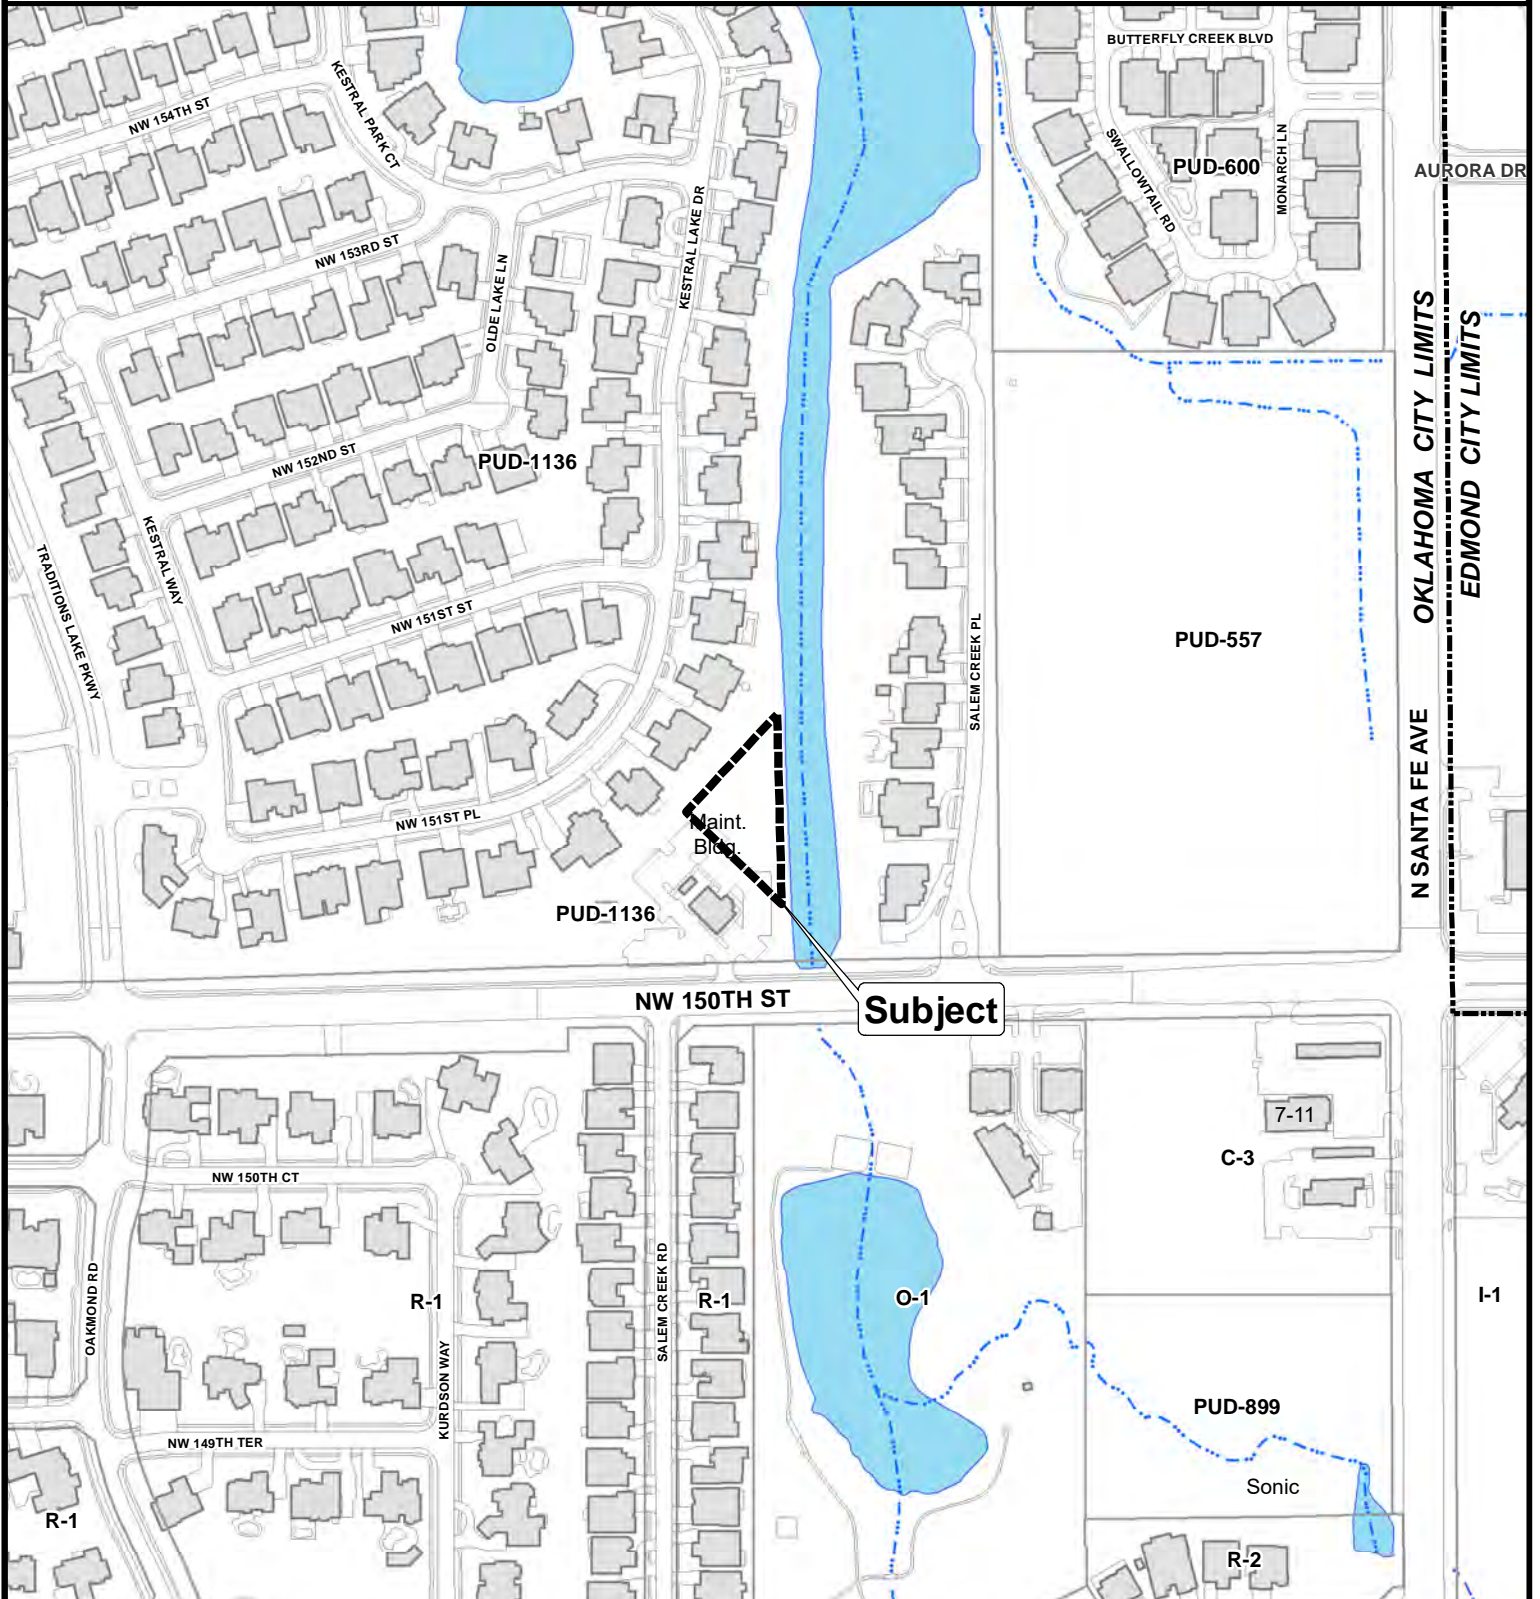 BUTTERFLY CREEK BLVD
KESTRAL PARK CT
NW 154TH ST
SWALLOWTAIL RD
PUD-600
MONARCH LN
AURORA DR
KESTRAL LAKE DR
NW 153RD ST
OLDE LAKE LN
OKLAHOMA CITY LIMITS
EDMOND CITY LIMITS
NW 152ND ST
PUD-1136
KESTRAL WAY
TRADITIONS LAKE PKWY
NW 151ST ST
SALEM CREEK PL
PUD-557
N SANTA FE AVE
NW 151ST PL
Maint.
Bldg.
PUD-1136
NW 150TH ST
Subject
7-11
C-3
NW 150TH CT
OAKMOND RD
R-1
SALEM CREEK RD
R-1
O-1
I-1
KURDSON WAY
PUD-899
NW 149TH TER
Sonic
R-1
R-2